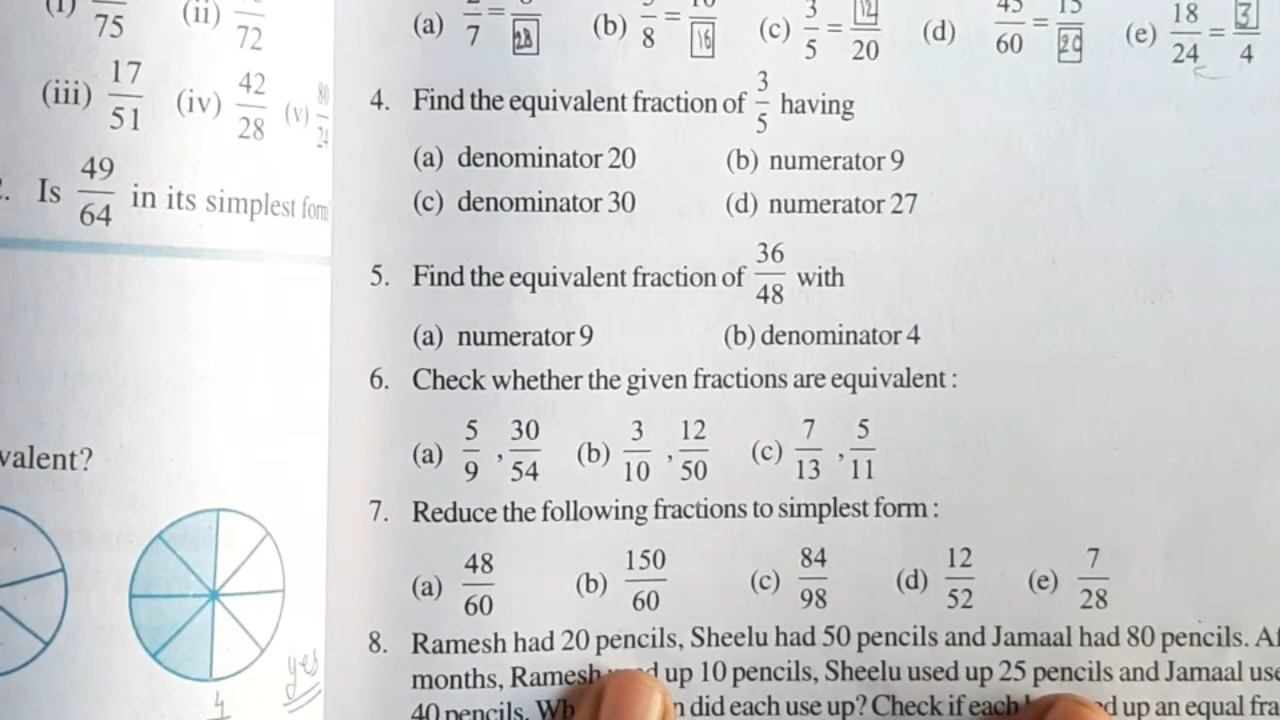 (i) 75 (ii) 72
(iii) 17/51 (iv) 42/28 (v) 80/24
Is 49/64 in its simplest form
valent?
yes
4
(a) 7 = 28 (b) 8 = 16 (c) 3/5 = 12/20 (d) 45/60 = 15/20 (e) 18/24 = 3/4
4. Find the equivalent fraction of 3/5 having
(a) denominator 20 (b) numerator 9
(c) denominator 30 (d) numerator 27
5. Find the equivalent fraction of 36/48 with
(a) numerator 9 (b) denominator 4
6. Check whether the given fractions are equivalent :
(a) 5/9 , 30/54 (b) 3/10 , 12/50 (c) 7/13 , 5/11
7. Reduce the following fractions to simplest form :
(a) 48/60 (b) 150/60 (c) 84/98 (d) 12/52 (e) 7/28
8. Ramesh had 20 pencils, Sheelu had 50 pencils and Jamaal had 80 pencils.
months, Ramesh up 10 pencils, Sheelu used up 25 pencils and Jamaal
40 pencils. did each use up? Check if each up an equal